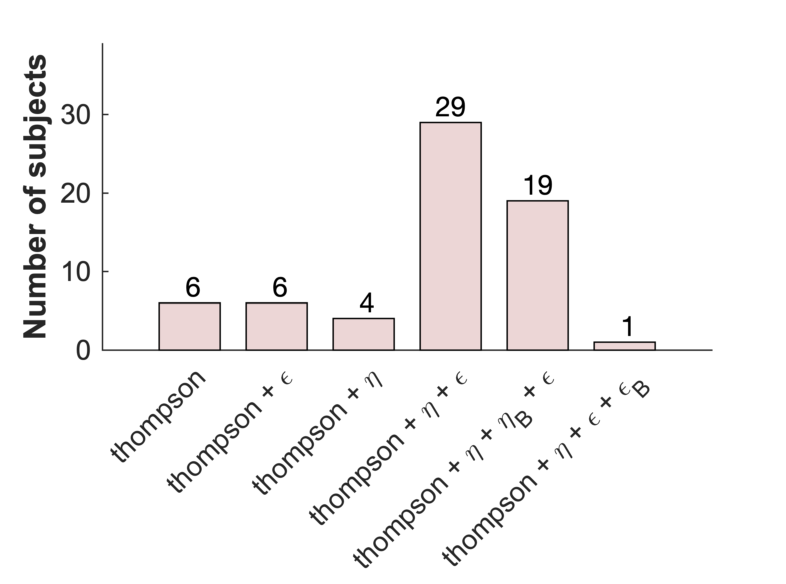 Number of subjects
30
20
10
0
6
6
4
29
19
1
thompson
thompson + ϵ
thompson + η
thompson + η + ϵ
thompson + η + η_B + ϵ
thompson + η + ϵ + ϵ_B